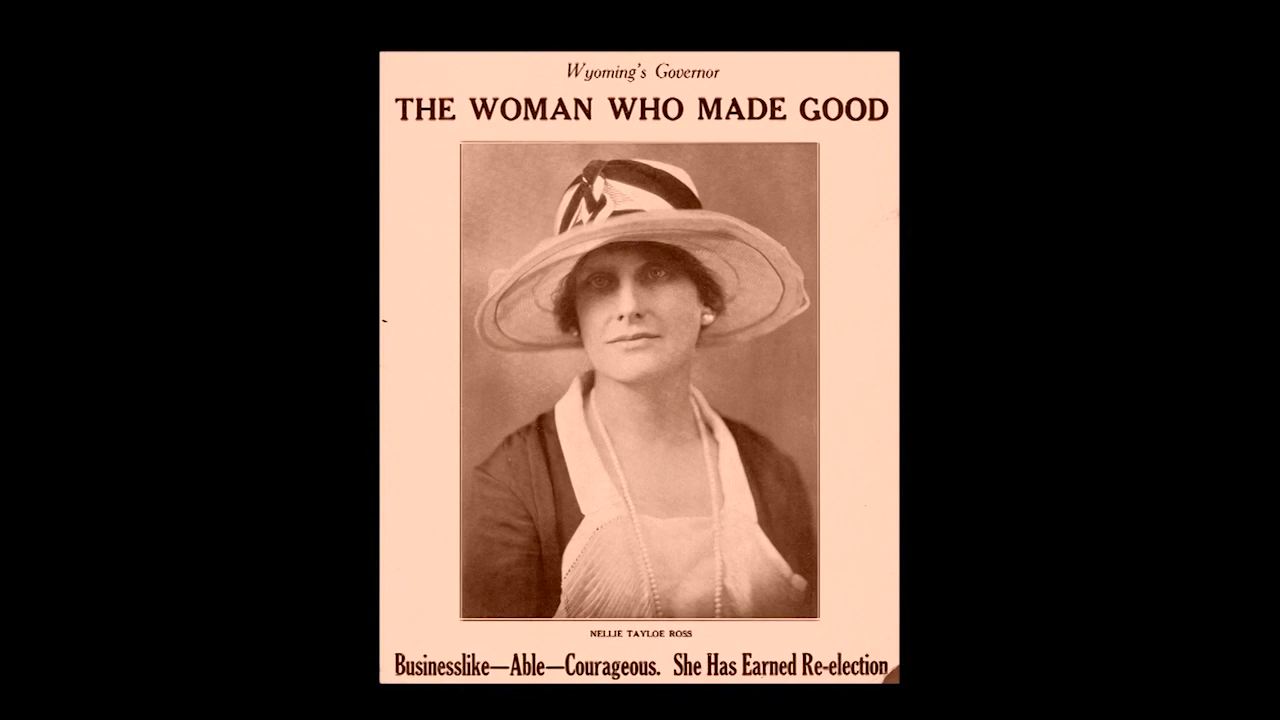 Wyoming's Governor
THE WOMAN WHO MADE GOOD
NELLIE TAYLOE ROSS
Businesslike—Able—Courageous. She Has Earned Re-election